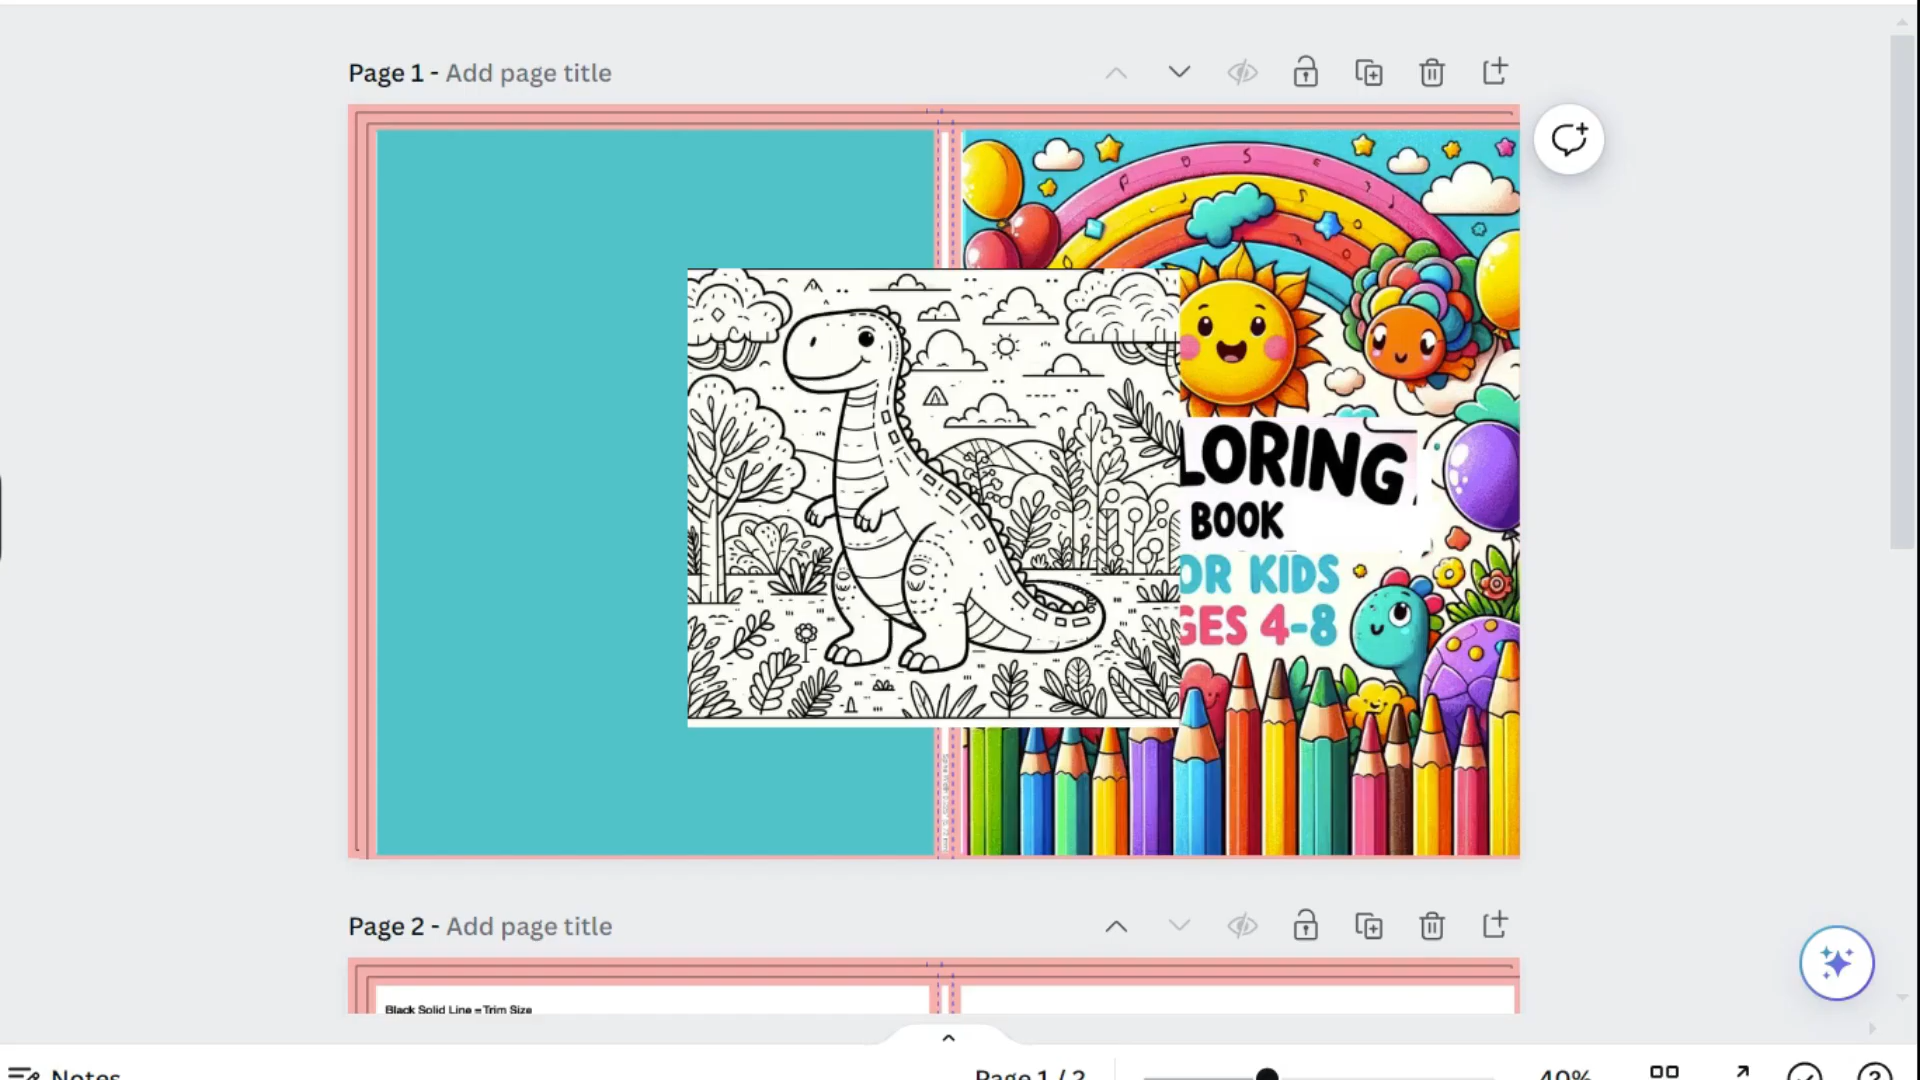 Page 1 - Add page title
LORING
BOOK
OR KIDS
GES 4-8
Page 2 - Add page title
Black Solid Line = Trim Size
Notes
Page 1 / 2
40%